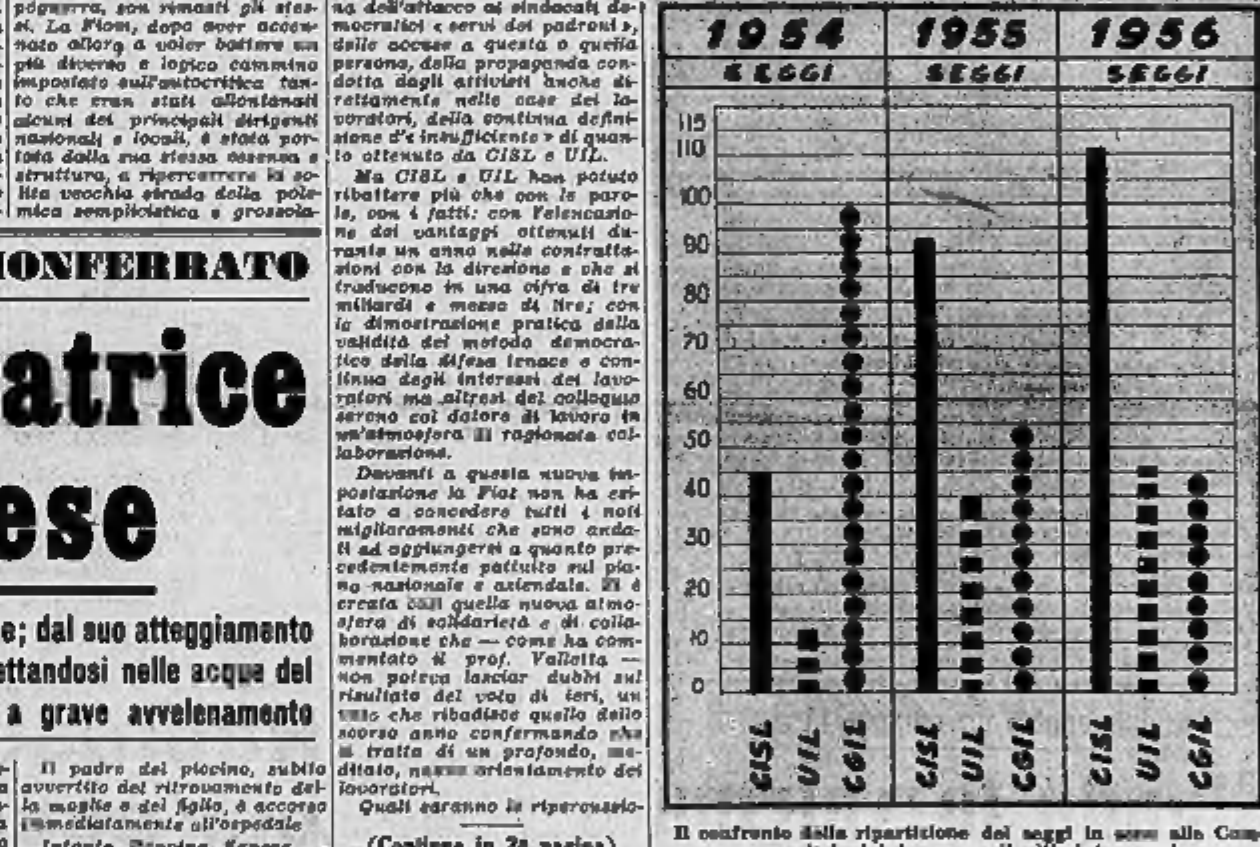 poguerra, son rimasti gli stes-
si. La Fiom, dopo aver accen-
nato allora a voler battere un
più diverso e logico cammino
impostato sull'autocritica tan-
to che eran stati allontanati
alcuni dei principali dirigenti
nazionali e locali, è stata por-
tata dalla sua stessa essenza e
struttura, a ripercorrere la so-
lita vecchia strada della pole-
mica semplicistica e grossola-
na dell'attacco ai sindacati de-
mocratici « servi dei padroni »,
delle accuse a questa o quella
persona, della propaganda con-
dotta dagli attivisti anche di-
rettamente nelle case dei la-
voratori, della continua defini-
zione d'« insufficiente » di quan-
to ottenuto da CISL e UIL.
Ma CISL e UIL han potuto
ribattere più che con le paro-
le, con i fatti: con l'elencazio-
ne dei vantaggi ottenuti du-
rante un anno nelle contratta-
zioni con la direzione e che si
traducono in una cifra di tre
miliardi e mezzo di lire; con
la dimostrazione pratica della
validità del metodo democra-
tico della difesa tenace e con-
tinua degli interessi dei lavo-
ratori ma altresì del colloquio
sereno col datore di lavoro in
un'atmosfera di ragionata col-
laborazione.
Davanti a questa nuova im-
postazione la Fiat non ha esi-
tato a concedere tutti i noti
miglioramenti che sono anda-
ti ad aggiungersi a quanto pre-
cedentemente pattuito sul pia-
no nazionale e aziendale. Si è
creata così quella nuova atmo-
sfera di solidarietà e di colla-
borazione che — come ha com-
mentato il prof. Valletta —
non poteva lasciar dubbi sul
risultato del voto di ieri, un
voto che ribadisce quello dello
scorso anno confermando che
si tratta di un profondo, me-
ditato, nuovo orientamento dei
lavoratori.
Quali saranno le ripercussio-
(Continua in 2ª pagina)
MONFERRATO
atrice
ese
e; dal suo atteggiamento
ettandosi nelle acque del
a grave avvelenamento
Il padre del piccino, subito
avvertito del ritrovamento del-
la moglie e del figlio, è accorso
immediatamente all'ospedale
1954 1955 1956
SEGGI SEGGI SEGGI
115
110
100
90
80
70
60
50
40
30
20
10
0
CISL UIL CGIL CISL UIL CGIL CISL UIL CGIL
Il confronto della ripartizione dei seggi in seno alle Com-